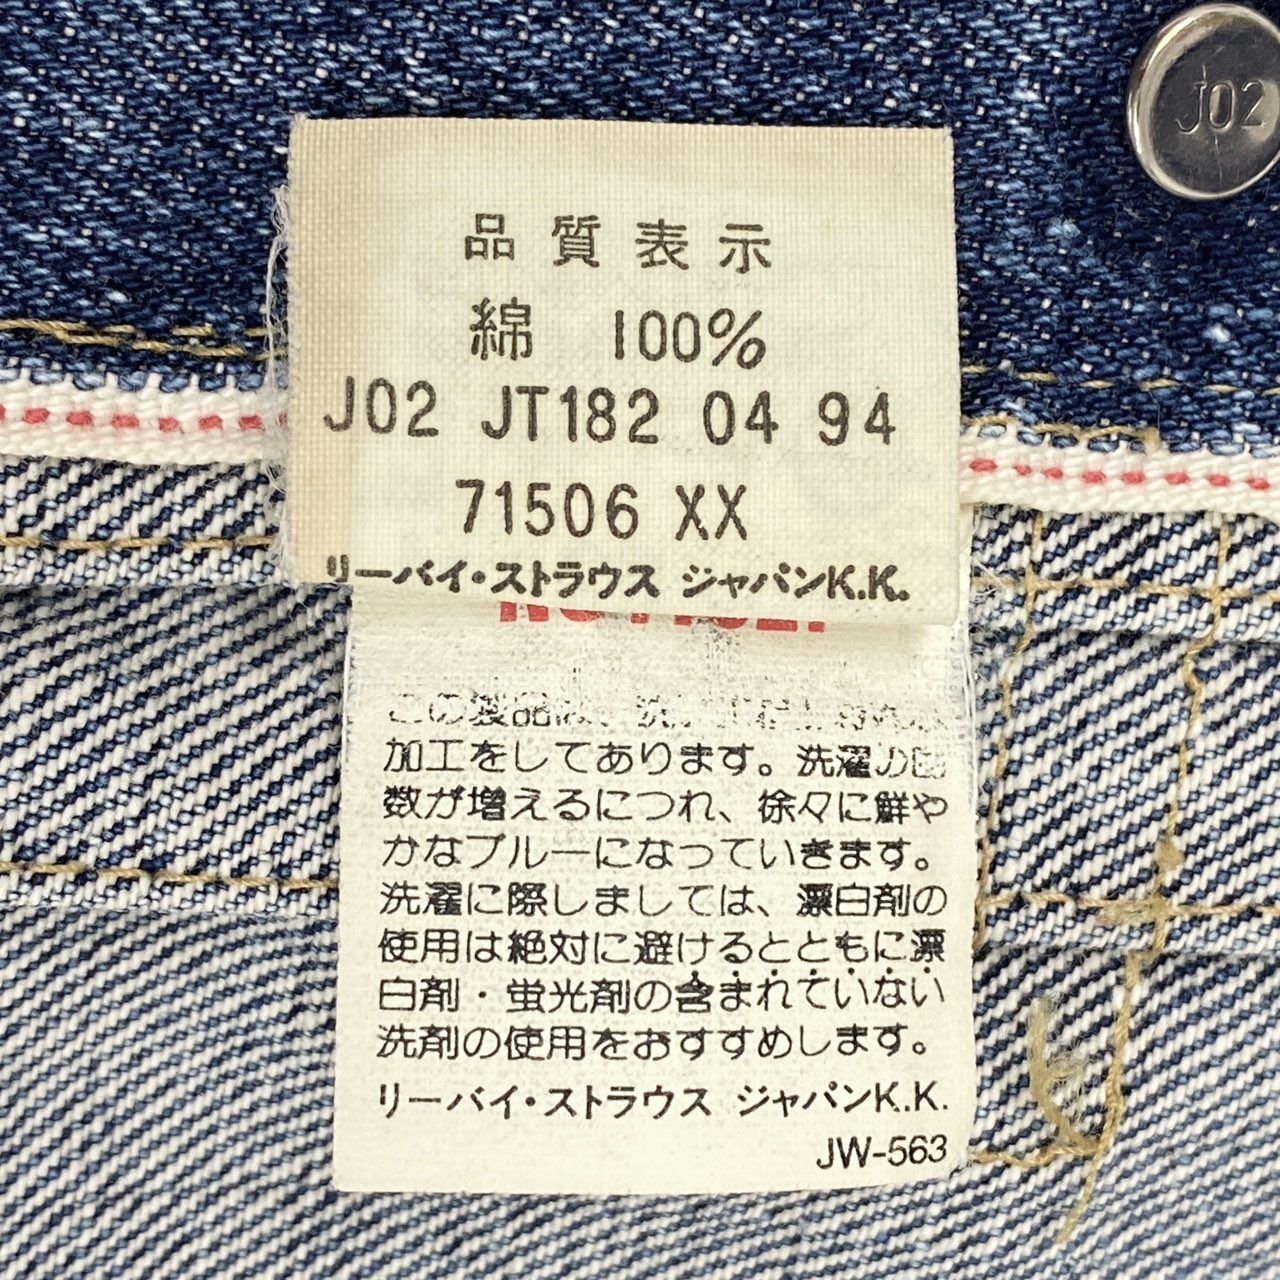 J02
品質表示
綿 100%
J02 JT182 04 94
71506 XX
リーバイ・ストラウス ジャパンK.K.
この製品は、洗
加工をしてあります。洗濯の回
数が増えるにつれ、徐々に鮮や
かなブルーになっていきます。
洗濯に際しましては、漂白剤の
使用は絶対に避けるとともに漂
白剤・蛍光剤の含まれていない
洗剤の使用をおすすめします。
リーバイ・ストラウス ジャパンK.K.
JW-563